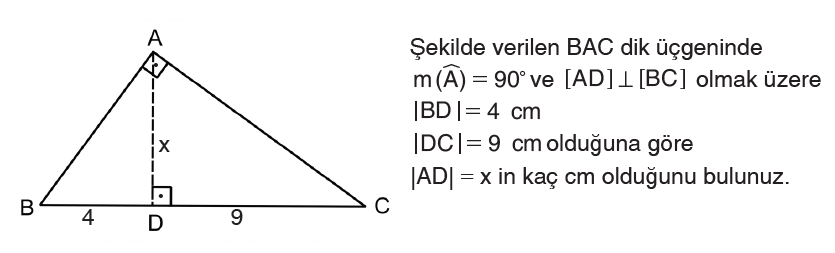 A
Şekilde verilen BAC dik üçgeninde
m(Â) = 90° ve [AD] ⊥ [BC] olmak üzere
|BD| = 4 cm
|DC| = 9 cm olduğuna göre
|AD| = x in kaç cm olduğunu bulunuz.
x
B
4
D
9
C